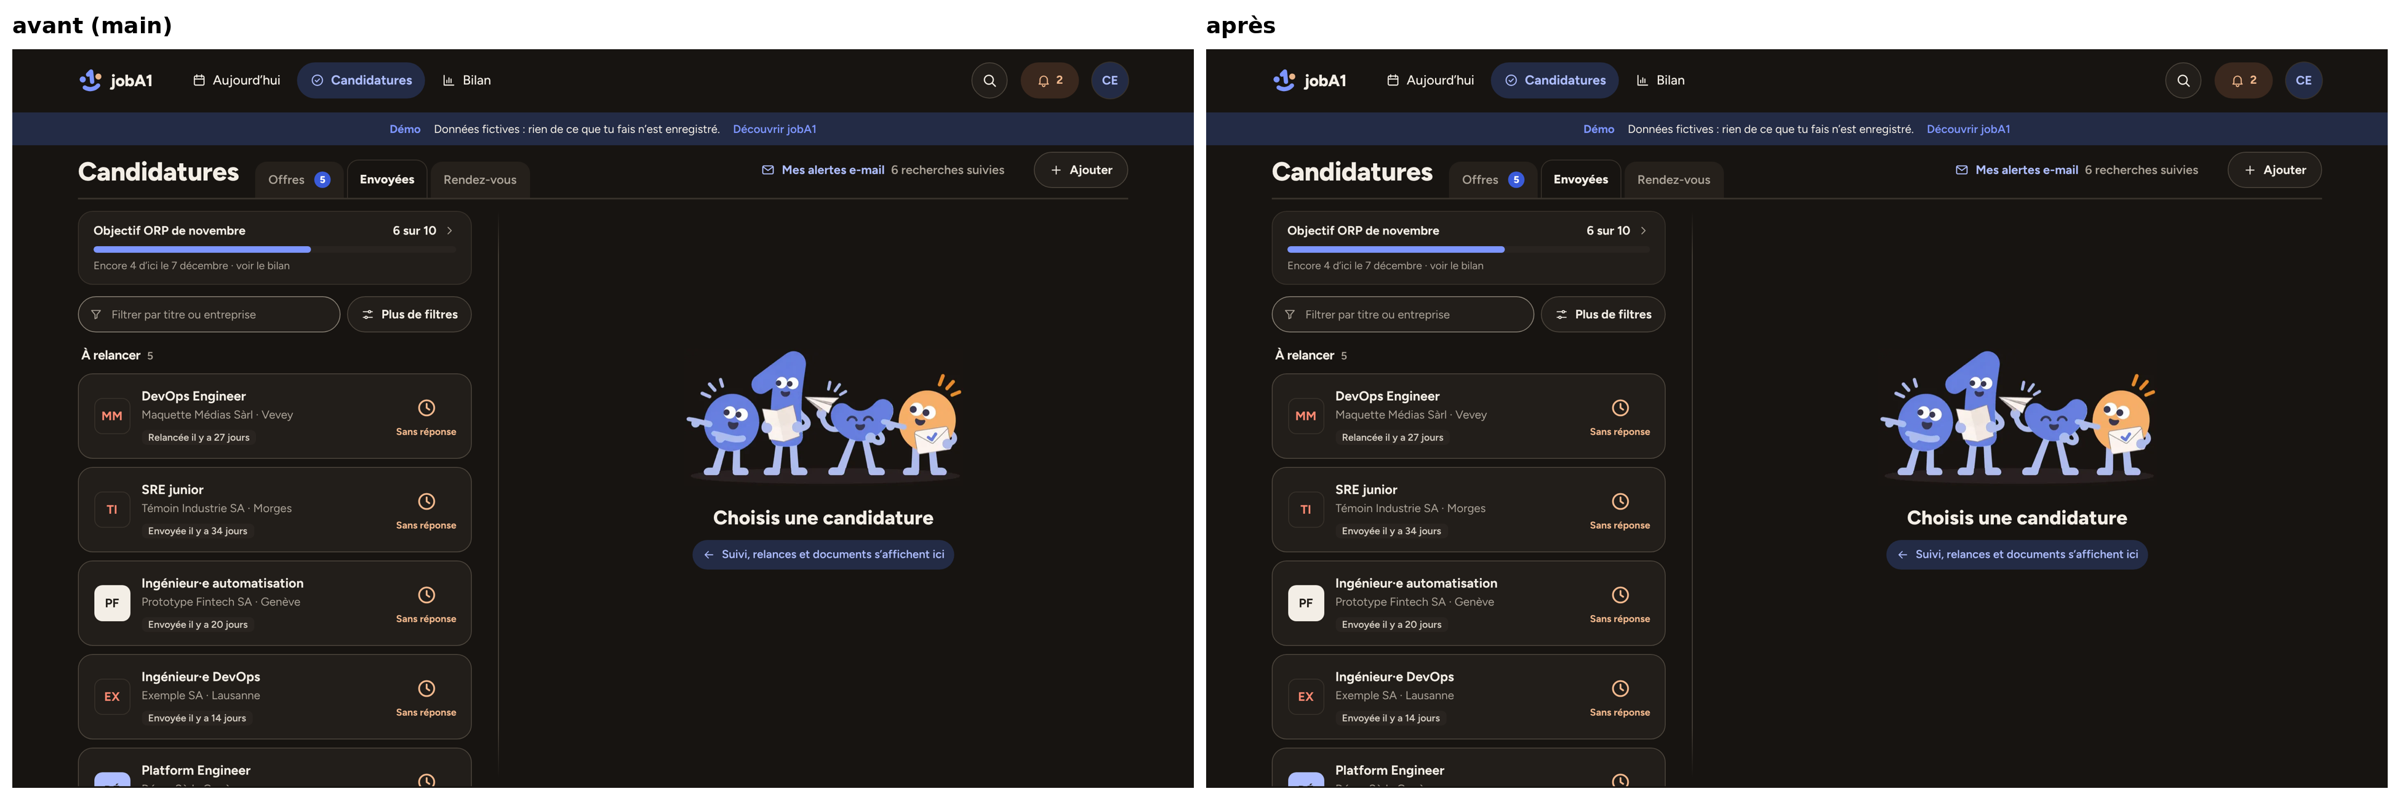 avant (main)
jobA1 Aujourd'hui Candidatures Bilan 2 CE
Démo Données fictives : rien de ce que tu fais n'est enregistré. Découvrir jobA1
Candidatures Offres 5 Envoyées Rendez-vous Mes alertes e-mail 6 recherches suivies + Ajouter
Objectif ORP de novembre 6 sur 10
Encore 4 d'ici le 7 décembre · voir le bilan
Filtrer par titre ou entreprise Plus de filtres
À relancer 5
DevOps Engineer
MM Maquette Médias Sàrl · Vevey
Relancée il y a 27 jours Sans réponse
SRE junior
TI Témoin Industrie SA · Morges
Envoyée il y a 34 jours Sans réponse
Ingénieur·e automatisation
PF Prototype Fintech SA · Genève
Envoyée il y a 20 jours Sans réponse
Ingénieur·e DevOps
EX Exemple SA · Lausanne
Envoyée il y a 14 jours Sans réponse
Platform Engineer
1
Choisis une candidature
← Suivi, relances et documents s'affichent ici
après
jobA1 Aujourd'hui Candidatures Bilan 2 CE
Démo Données fictives : rien de ce que tu fais n'est enregistré. Découvrir jobA1
Candidatures Offres 5 Envoyées Rendez-vous Mes alertes e-mail 6 recherches suivies + Ajouter
Objectif ORP de novembre 6 sur 10
Encore 4 d'ici le 7 décembre · voir le bilan
Filtrer par titre ou entreprise Plus de filtres
À relancer 5
DevOps Engineer
MM Maquette Médias Sàrl · Vevey
Relancée il y a 27 jours Sans réponse
SRE junior
TI Témoin Industrie SA · Morges
Envoyée il y a 34 jours Sans réponse
Ingénieur·e automatisation
PF Prototype Fintech SA · Genève
Envoyée il y a 20 jours Sans réponse
Ingénieur·e DevOps
EX Exemple SA · Lausanne
Envoyée il y a 14 jours Sans réponse
Platform Engineer
1
Choisis une candidature
← Suivi, relances et documents s'affichent ici